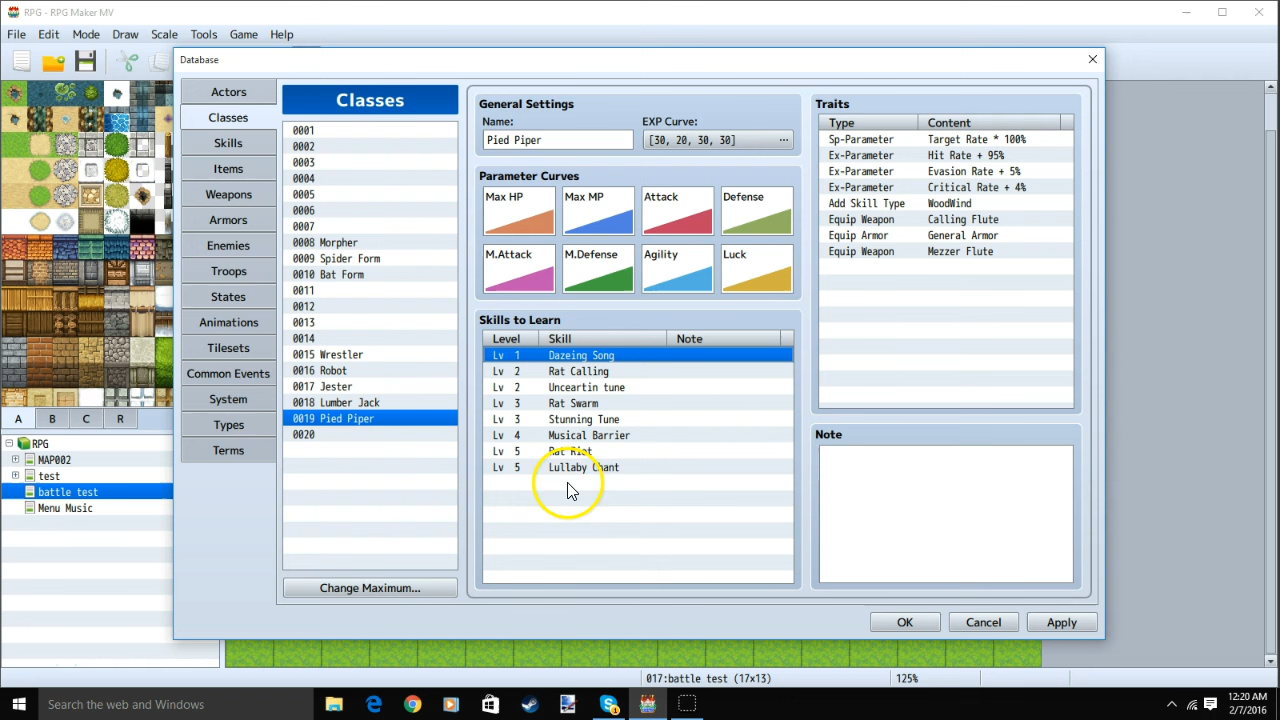 RPG - RPG Maker MV
File Edit Mode Draw Scale Tools Game Help
Database
Actors
Classes
Skills
Items
Weapons
Armors
Enemies
Troops
States
Animations
Tilesets
Common Events
System
Types
Terms
Classes
0001
0002
0003
0004
0005
0006
0007
0008 Morpher
0009 Spider Form
0010 Bat Form
0011
0012
0013
0014
0015 Wrestler
0016 Robot
0017 Jester
0018 Lumber Jack
0019 Pied Piper
0020
Change Maximum...
General Settings
Name: EXP Curve:
Pied Piper [30, 20, 30, 30] ...
Parameter Curves
Max HP Max MP Attack Defense
M.Attack M.Defense Agility Luck
Skills to Learn
Level Skill Note
Lv 1 Dazeing Song
Lv 2 Rat Calling
Lv 2 Unceartin tune
Lv 3 Rat Swarm
Lv 3 Stunning Tune
Lv 4 Musical Barrier
Lv 5 Rat Riot
Lv 5 Lullaby Chant
Traits
Type Content
Sp-Parameter Target Rate * 100%
Ex-Parameter Hit Rate + 95%
Ex-Parameter Evasion Rate + 5%
Ex-Parameter Critical Rate + 4%
Add Skill Type WoodWind
Equip Weapon Calling Flute
Equip Armor General Armor
Equip Weapon Mezzer Flute
Note
OK Cancel Apply
A B C R
RPG
MAP002
test
battle test
Menu Music
017:battle test (17x13) 125%
Search the web and Windows
12:20 AM
2/7/2016